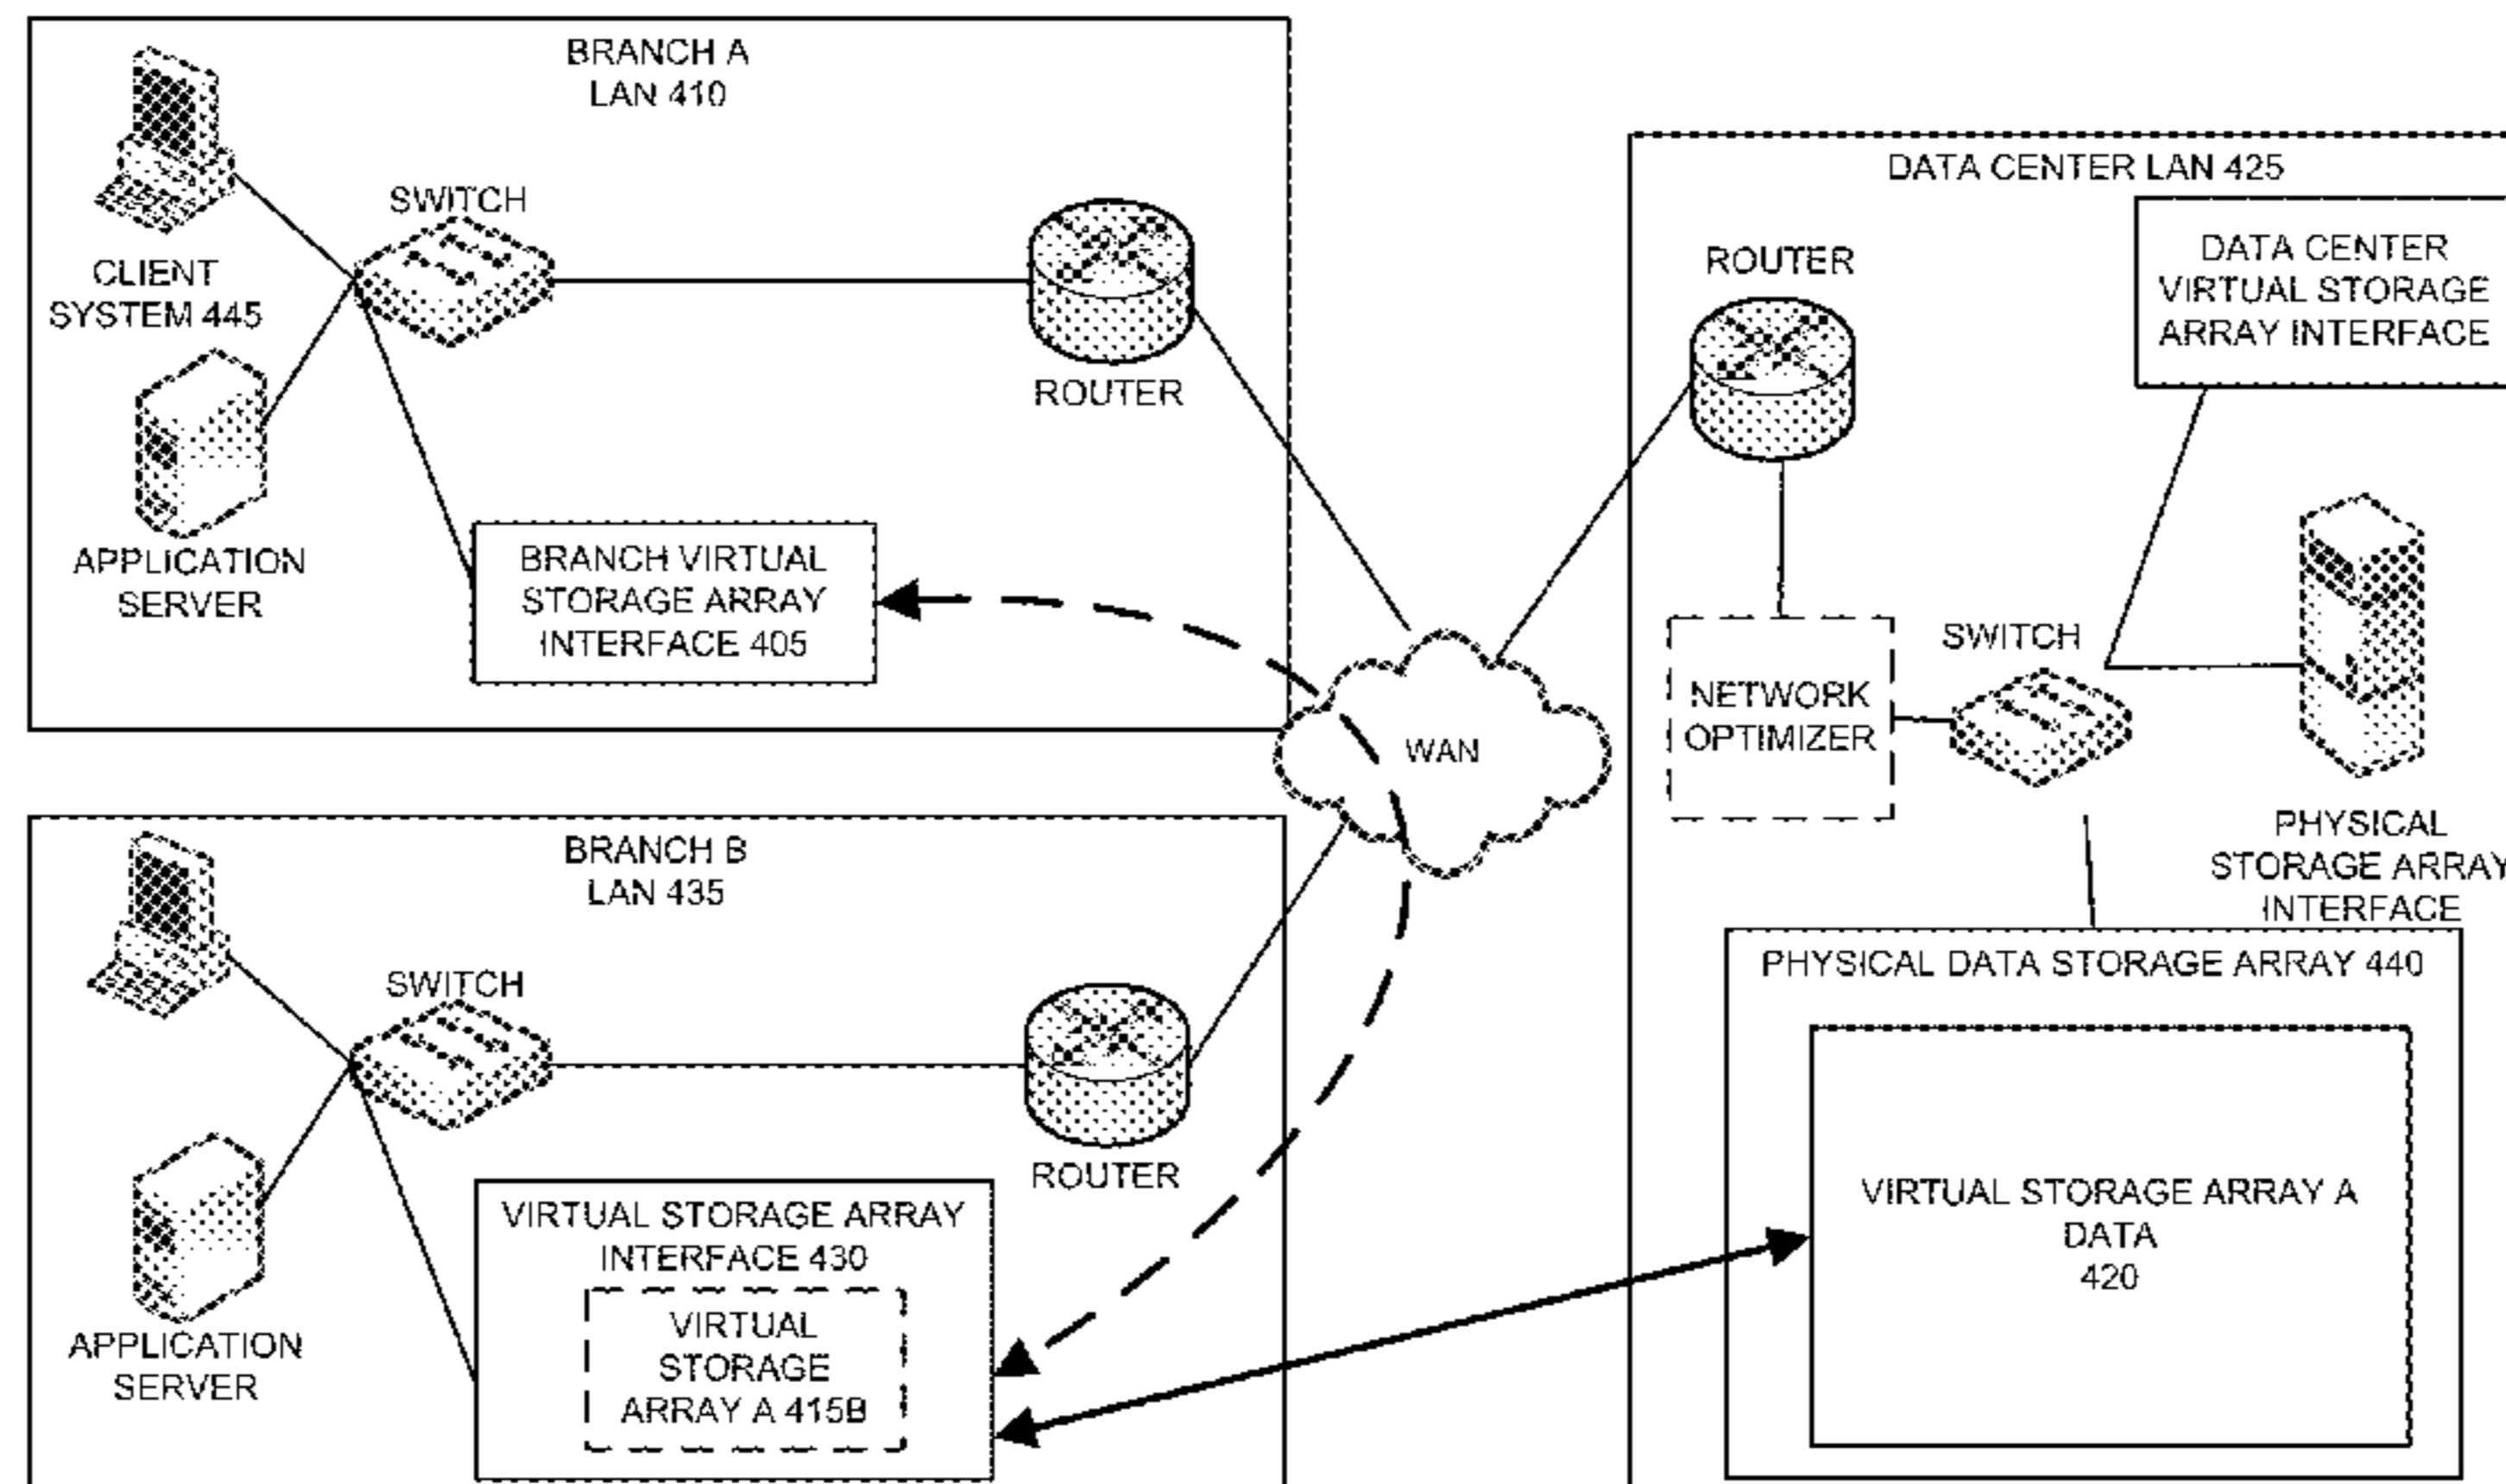 BRANCH A
LAN 410
SWITCH
CLIENT
SYSTEM 445
ROUTER
APPLICATION
SERVER
BRANCH VIRTUAL
STORAGE ARRAY
INTERFACE 405
WAN
DATA CENTER LAN 425
DATA CENTER
VIRTUAL STORAGE
ARRAY INTERFACE
ROUTER
SWITCH
NETWORK
OPTIMIZER
PHYSICAL
STORAGE ARRAY
INTERFACE
BRANCH B
LAN 435
SWITCH
ROUTER
APPLICATION
SERVER
VIRTUAL STORAGE ARRAY
INTERFACE 430
VIRTUAL
STORAGE
ARRAY A 415B
PHYSICAL DATA STORAGE ARRAY 440
VIRTUAL STORAGE ARRAY A
DATA
420